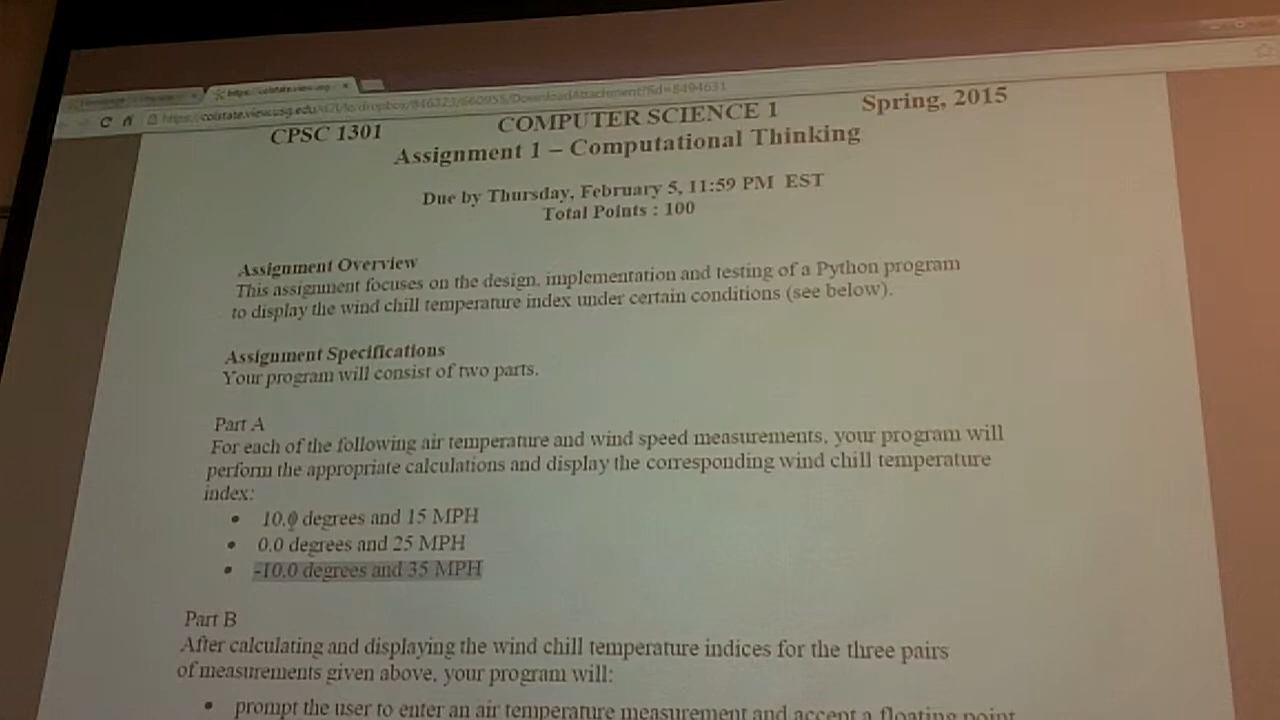 CPSC 1301 COMPUTER SCIENCE 1 Spring, 2015
Assignment 1 – Computational Thinking
Due by Thursday, February 5, 11:59 PM EST
Total Points : 100
Assignment Overview
This assignment focuses on the design, implementation and testing of a Python program
to display the wind chill temperature index under certain conditions (see below).
Assignment Specifications
Your program will consist of two parts.
Part A
For each of the following air temperature and wind speed measurements, your program will
perform the appropriate calculations and display the corresponding wind chill temperature
index:
• 10.0 degrees and 15 MPH
• 0.0 degrees and 25 MPH
• -10.0 degrees and 35 MPH
Part B
After calculating and displaying the wind chill temperature indices for the three pairs
of measurements given above, your program will:
• prompt the user to enter an air temperature measurement and accept a floating point